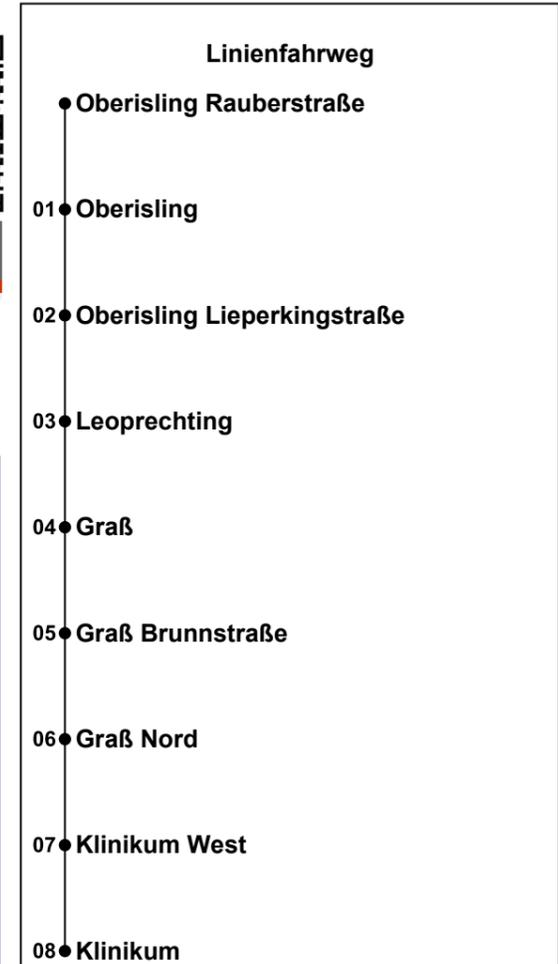 Linienfahrweg
Oberisling Rauberstraße
01 Oberisling
02 Oberisling Lieperkingstraße
03 Leoprechting
04 Graß
05 Graß Brunnstraße
06 Graß Nord
07 Klinikum West
08 Klinikum